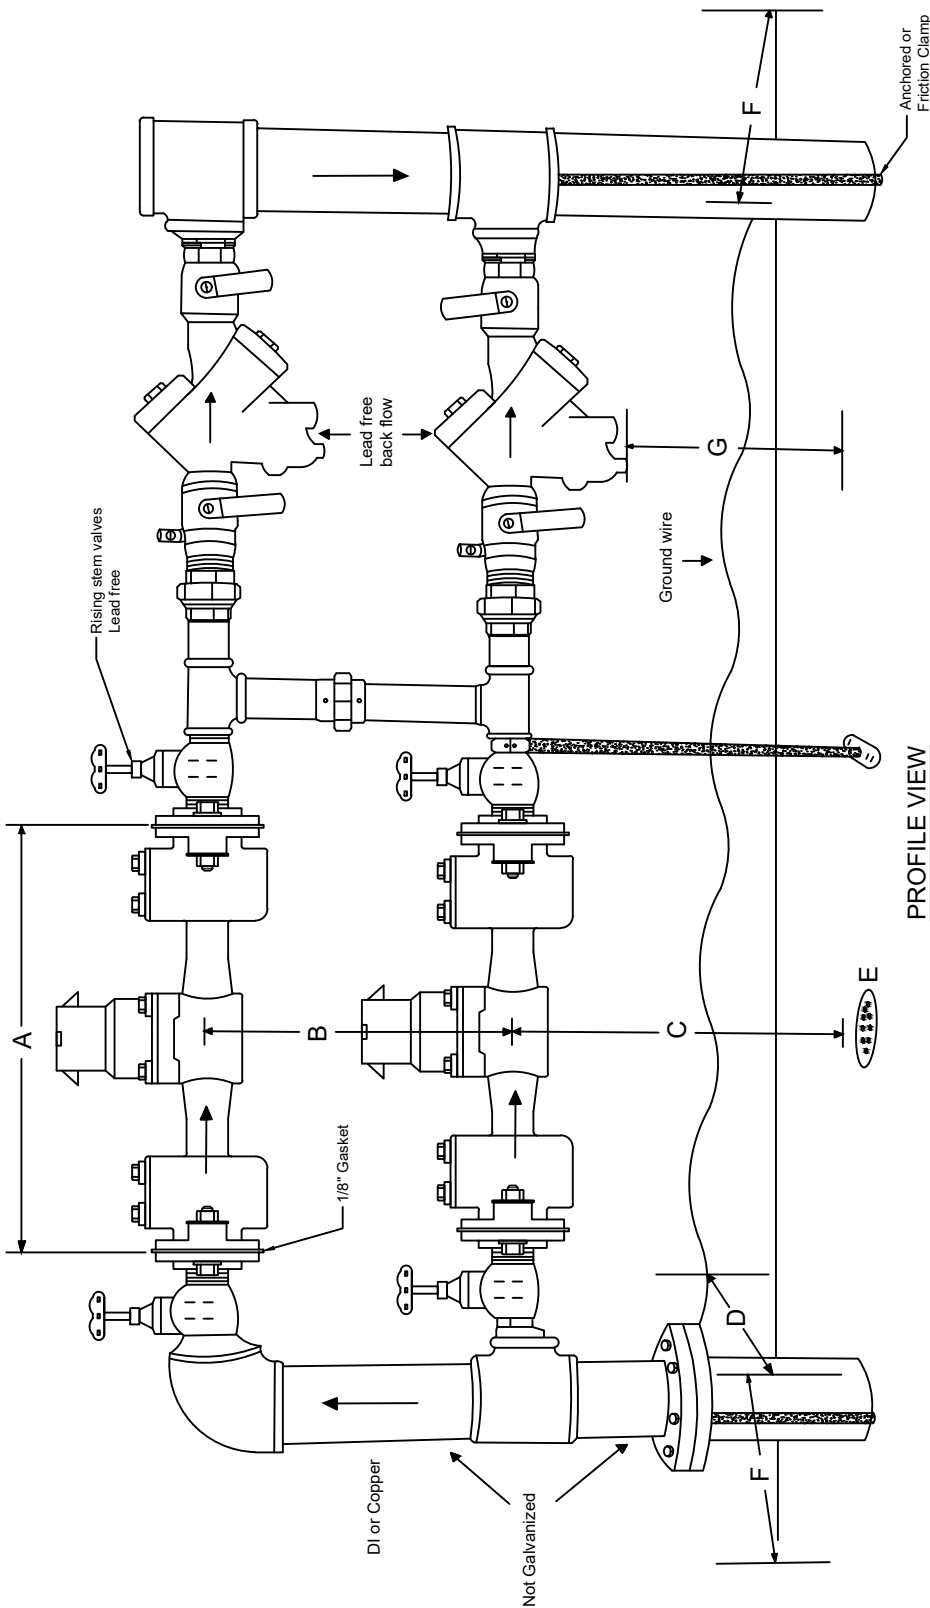 Anchored or
Friction Clamp
F
Lead free
back flow
G
Rising stem valves
Lead free
Ground wire
A
B
C
E
1/8" Gasket
D
DI or Copper
Not Galvanized
F
PROFILE VIEW